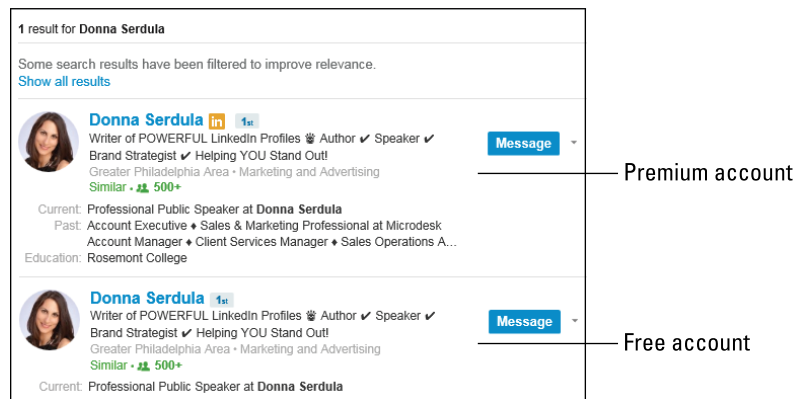 1 result for Donna Serdula
Some search results have been filtered to improve relevance.
Show all results
Donna Serdula in 1st
Writer of POWERFUL LinkedIn Profiles ♛ Author ✔ Speaker ✔
Brand Strategist ✔ Helping YOU Stand Out!
Message
Greater Philadelphia Area • Marketing and Advertising
Premium account
Similar • 500+
Current: Professional Public Speaker at Donna Serdula
Past: Account Executive ♦ Sales & Marketing Professional at Microdesk
Account Manager ♦ Client Services Manager ♦ Sales Operations A...
Education: Rosemont College
Donna Serdula 1st
Writer of POWERFUL LinkedIn Profiles ♛ Author ✔ Speaker ✔
Brand Strategist ✔ Helping YOU Stand Out!
Message
Greater Philadelphia Area • Marketing and Advertising
Free account
Similar • 500+
Current: Professional Public Speaker at Donna Serdula